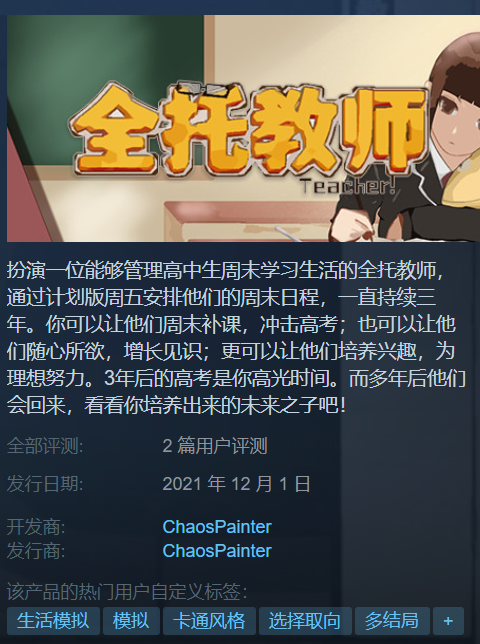 全托教师
Teacher!
扮演一位能够管理高中生周末学习生活的全托教师，
通过计划版周五安排他们的周末日程，一直持续三
年。你可以让他们周末补课，冲击高考；也可以让他
们随心所欲，增长见识；更可以让他们培养兴趣，为
理想努力。3年后的高考是你高光时间。而多年后他们
会回来，看看你培养出来的未来之子吧！
全部评测: 2 篇用户评测
发行日期: 2021 年 12 月 1 日
开发商: ChaosPainter
发行商: ChaosPainter
该产品的热门用户自定义标签：
生活模拟 模拟 卡通风格 选择取向 多结局 +